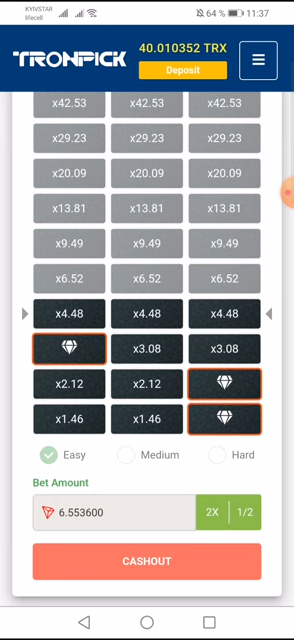 KYIVSTAR
lifecell
64 %
11:37
TRONPICK
40.010352 TRX
Deposit
x42.53 x42.53 x42.53
x29.23 x29.23 x29.23
x20.09 x20.09 x20.09
x13.81 x13.81 x13.81
x9.49 x9.49 x9.49
x6.52 x6.52 x6.52
x4.48 x4.48 x4.48
x3.08 x3.08
x2.12 x2.12
x1.46 x1.46
Easy Medium Hard
Bet Amount
6.553600 2X 1/2
CASHOUT